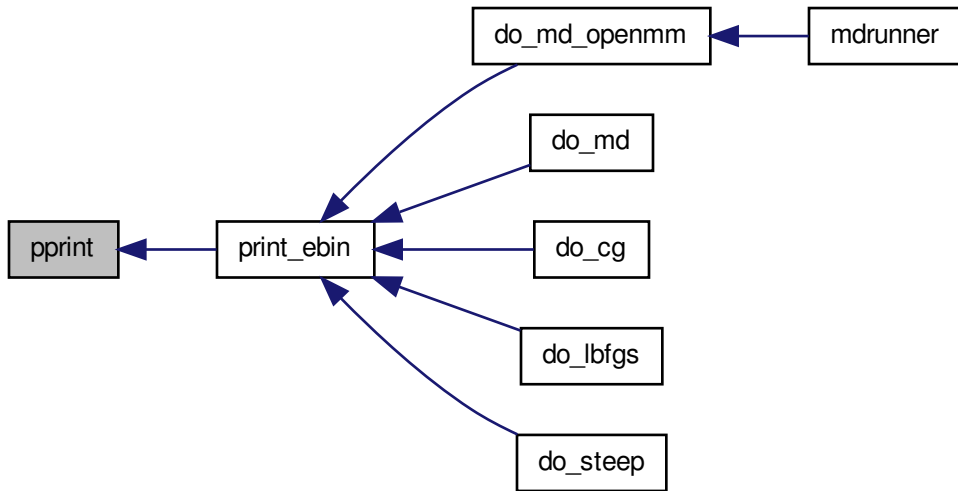 do_md_openmm
mdrunner
do_md
pprint
print_ebin
do_cg
do_lbfgs
do_steep